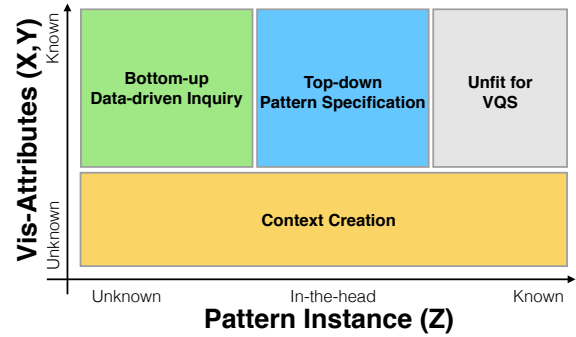 Vis-Attributes (X,Y)
Known
Unknown
Bottom-up
Data-driven Inquiry
Top-down
Pattern Specification
Unfit for
VQS
Context Creation
Unknown
In-the-head
Known
Pattern Instance (Z)